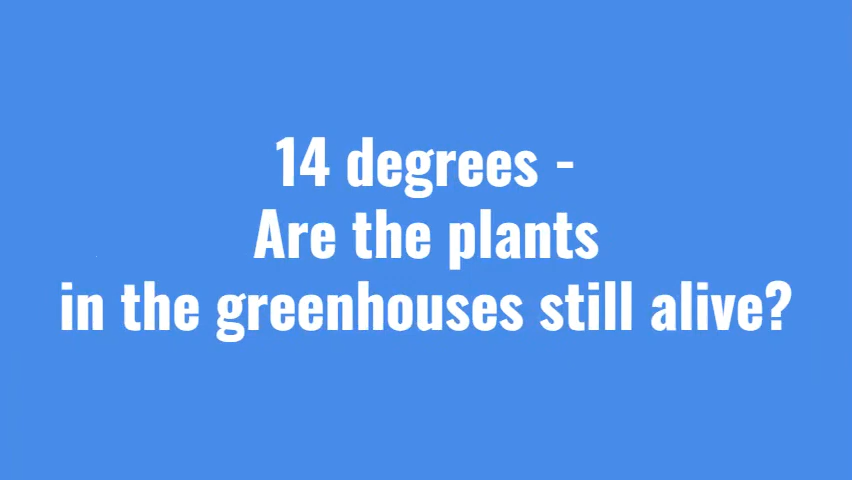 14 degrees -
Are the plants
in the greenhouses still alive?